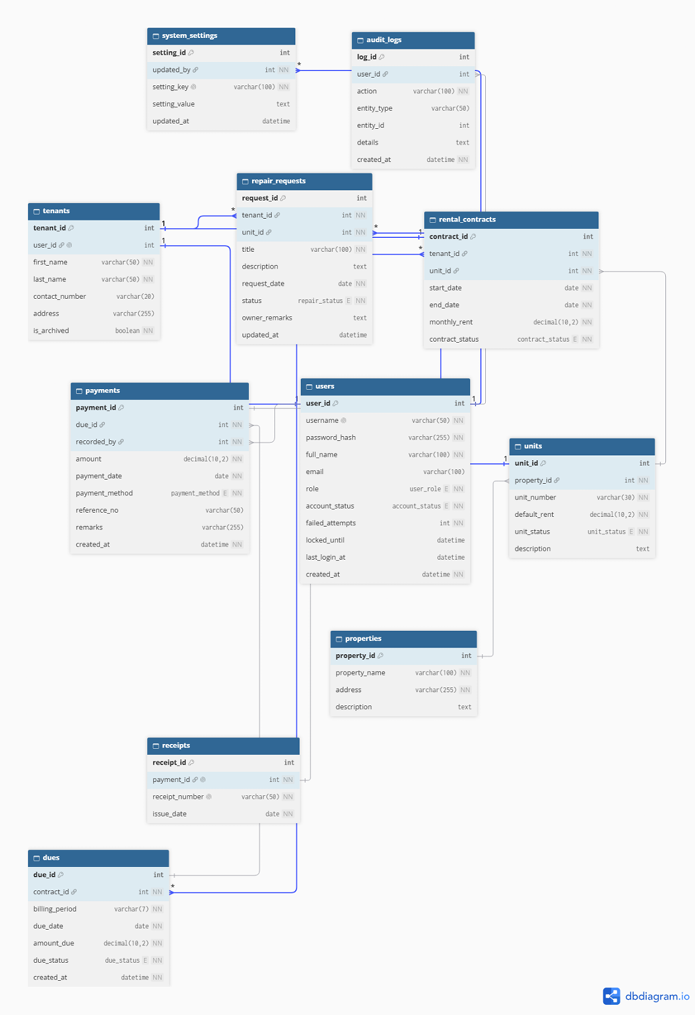 system_settings
setting_id int
updated_by int NN
setting_key varchar(100) NN
setting_value text
updated_at datetime
*
audit_logs
log_id int
user_id int
action varchar(100) NN
entity_type varchar(50)
entity_id int
details text
created_at datetime NN
repair_requests
request_id int
* tenant_id int NN
unit_id int NN *
title varchar(100) NN
description text
request_date date NN
status repair_status E NN
owner_remarks text
updated_at datetime
tenants
tenant_id int 1
user_id int 1
first_name varchar(50) NN
last_name varchar(50) NN
contact_number varchar(20)
address varchar(255)
is_archived boolean NN
rental_contracts
1 contract_id int
* tenant_id int NN
unit_id int NN
start_date date NN
end_date date NN
monthly_rent decimal(10,2) NN
contract_status contract_status E NN
payments
payment_id int
due_id int NN
recorded_by int NN
amount decimal(10,2) NN
payment_date date NN
payment_method payment_method E NN
reference_no varchar(50)
remarks varchar(255)
created_at datetime NN
users
1 user_id int 1
username varchar(50) NN
password_hash varchar(255) NN
full_name varchar(100) NN
email varchar(100)
role user_role E NN
account_status account_status E NN
failed_attempts int NN
locked_until datetime
last_login_at datetime
created_at datetime NN
units
1 unit_id int
property_id int NN
unit_number varchar(30) NN
default_rent decimal(10,2) NN
unit_status unit_status E NN
description text
properties
property_id int
property_name varchar(100) NN
address varchar(255) NN
description text
receipts
receipt_id int
payment_id int NN
receipt_number varchar(50) NN
issue_date date NN
dues
due_id int
contract_id int NN *
billing_period varchar(7) NN
due_date date NN
amount_due decimal(10,2) NN
due_status due_status E NN
created_at datetime NN
dbdiagram.io